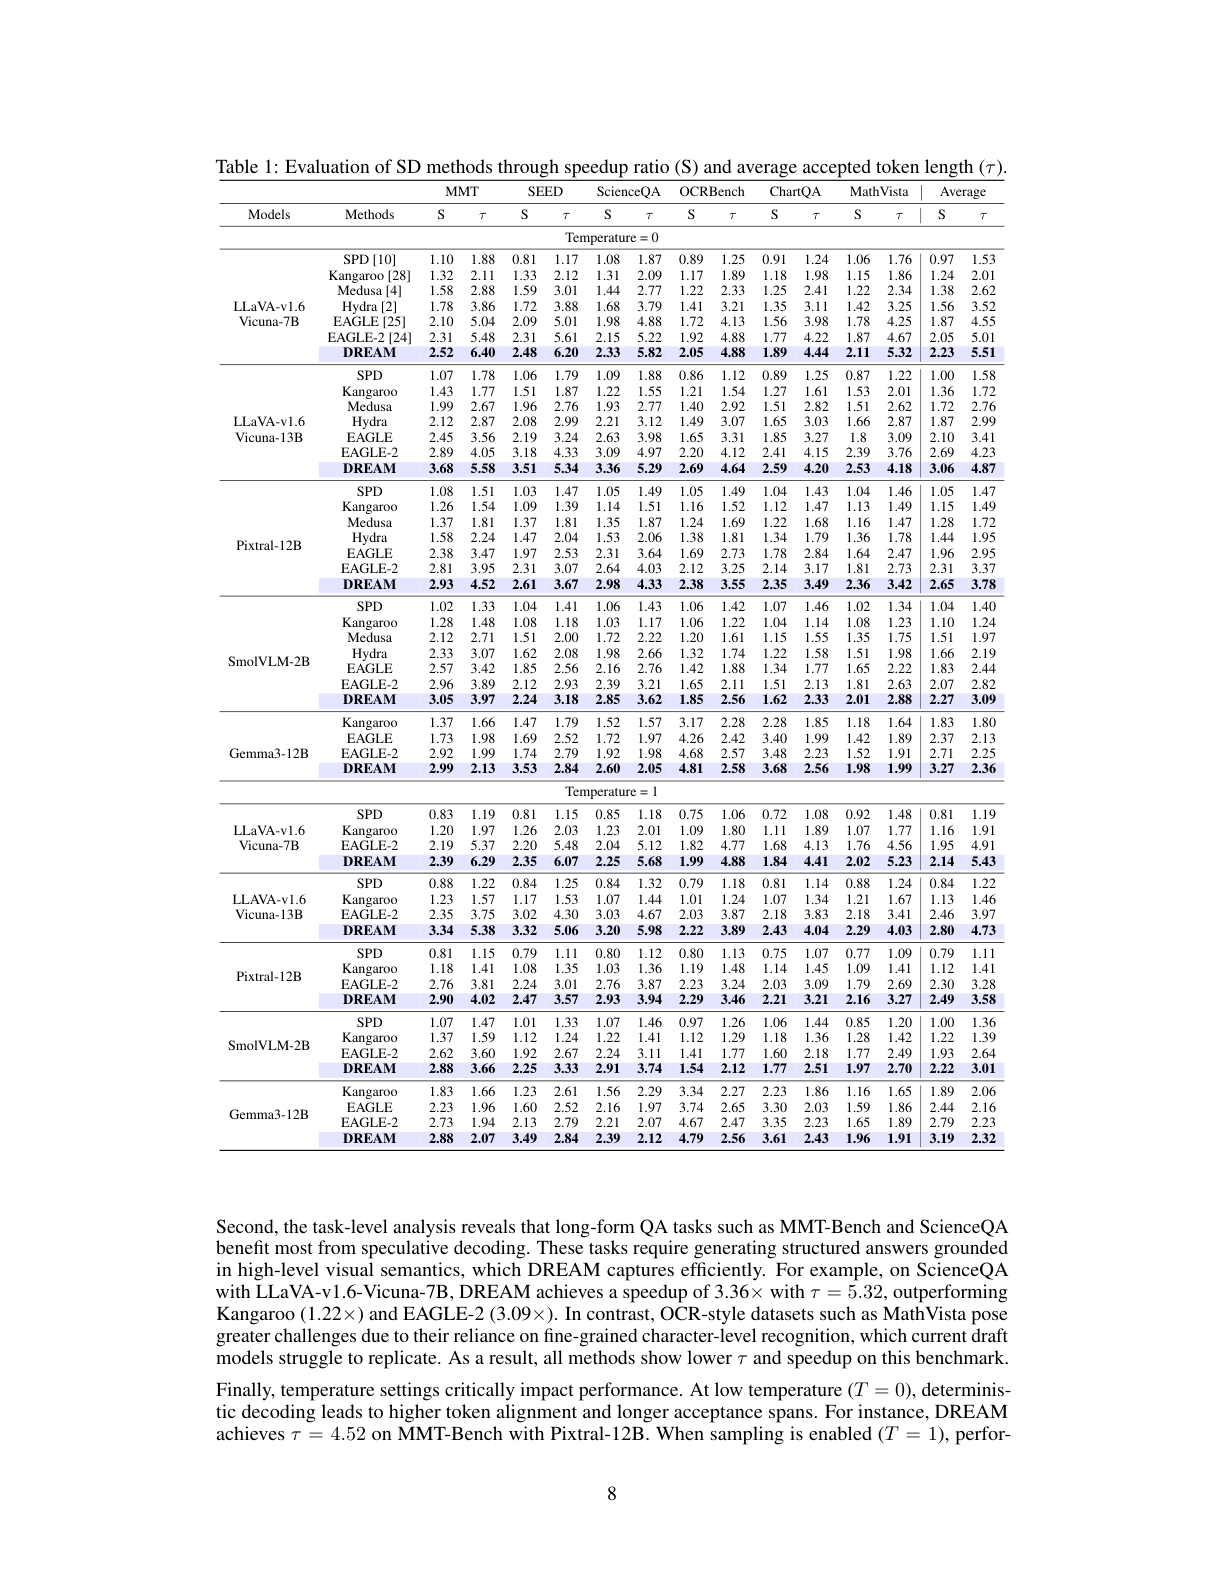 Table 1: Evaluation of SD methods through speedup ratio (S) and average accepted token length (τ).
MMT SEED ScienceQA OCRBench ChartQA MathVista Average
Models Methods S τ S τ S τ S τ S τ S τ S τ
Temperature = 0
SPD [10] 1.10 1.88 0.81 1.17 1.08 1.87 0.89 1.25 0.91 1.24 1.06 1.76 0.97 1.53
Kangaroo [28] 1.32 2.11 1.33 2.12 1.31 2.09 1.17 1.89 1.18 1.98 1.15 1.86 1.24 2.01
Medusa [4] 1.58 2.88 1.59 3.01 1.44 2.77 1.22 2.33 1.25 2.41 1.22 2.34 1.38 2.62
LLaVA-v1.6 Hydra [2] 1.78 3.86 1.72 3.88 1.68 3.79 1.41 3.21 1.35 3.11 1.42 3.25 1.56 3.52
Vicuna-7B EAGLE [25] 2.10 5.04 2.09 5.01 1.98 4.88 1.72 4.13 1.56 3.98 1.78 4.25 1.87 4.55
EAGLE-2 [24] 2.31 5.48 2.31 5.61 2.15 5.22 1.92 4.88 1.77 4.22 1.87 4.67 2.05 5.01
DREAM 2.52 6.40 2.48 6.20 2.33 5.82 2.05 4.88 1.89 4.44 2.11 5.32 2.23 5.51
SPD 1.07 1.78 1.06 1.79 1.09 1.88 0.86 1.12 0.89 1.25 0.87 1.22 1.00 1.58
Kangaroo 1.43 1.77 1.51 1.87 1.22 1.55 1.21 1.54 1.27 1.61 1.53 2.01 1.36 1.72
Medusa 1.99 2.67 1.96 2.76 1.93 2.77 1.40 2.92 1.51 2.82 1.51 2.62 1.72 2.76
LLaVA-v1.6 Hydra 2.12 2.87 2.08 2.99 2.21 3.12 1.49 3.07 1.65 3.03 1.66 2.87 1.87 2.99
Vicuna-13B EAGLE 2.45 3.56 2.19 3.24 2.63 3.98 1.65 3.31 1.85 3.27 1.8 3.09 2.10 3.41
EAGLE-2 2.89 4.05 3.18 4.33 3.09 4.97 2.20 4.12 2.41 4.15 2.39 3.76 2.69 4.23
DREAM 3.68 5.58 3.51 5.34 3.36 5.29 2.69 4.64 2.59 4.20 2.53 4.18 3.06 4.87
SPD 1.08 1.51 1.03 1.47 1.05 1.49 1.05 1.49 1.04 1.43 1.04 1.46 1.05 1.47
Kangaroo 1.26 1.54 1.09 1.39 1.14 1.51 1.16 1.52 1.12 1.47 1.13 1.49 1.15 1.49
Medusa 1.37 1.81 1.37 1.81 1.35 1.87 1.24 1.69 1.22 1.68 1.16 1.47 1.28 1.72
Pixtral-12B Hydra 1.58 2.24 1.47 2.04 1.53 2.06 1.38 1.81 1.34 1.79 1.36 1.78 1.44 1.95
EAGLE 2.38 3.47 1.97 2.53 2.31 3.64 1.69 2.73 1.78 2.84 1.64 2.47 1.96 2.95
EAGLE-2 2.81 3.95 2.31 3.07 2.64 4.03 2.12 3.25 2.14 3.17 1.81 2.73 2.31 3.37
DREAM 2.93 4.52 2.61 3.67 2.98 4.33 2.38 3.55 2.35 3.49 2.36 3.42 2.65 3.78
SPD 1.02 1.33 1.04 1.41 1.06 1.43 1.06 1.42 1.07 1.46 1.02 1.34 1.04 1.40
Kangaroo 1.28 1.48 1.08 1.18 1.03 1.17 1.06 1.22 1.04 1.14 1.08 1.23 1.10 1.24
Medusa 2.12 2.71 1.51 2.00 1.72 2.22 1.20 1.61 1.15 1.55 1.35 1.75 1.51 1.97
SmolVLM-2B Hydra 2.33 3.07 1.62 2.08 1.98 2.66 1.32 1.74 1.22 1.58 1.51 1.98 1.66 2.19
EAGLE 2.57 3.42 1.85 2.56 2.16 2.76 1.42 1.88 1.34 1.77 1.65 2.22 1.83 2.44
EAGLE-2 2.96 3.89 2.12 2.93 2.39 3.21 1.65 2.11 1.51 2.13 1.81 2.63 2.07 2.82
DREAM 3.05 3.97 2.24 3.18 2.85 3.62 1.85 2.56 1.62 2.33 2.01 2.88 2.27 3.09
Kangaroo 1.37 1.66 1.47 1.79 1.52 1.57 3.17 2.28 2.28 1.85 1.18 1.64 1.83 1.80
EAGLE 1.73 1.98 1.69 2.52 1.72 1.97 4.26 2.42 3.40 1.99 1.42 1.89 2.37 2.13
Gemma3-12B EAGLE-2 2.92 1.99 1.74 2.79 1.92 1.98 4.68 2.57 3.48 2.23 1.52 1.91 2.71 2.25
DREAM 2.99 2.13 3.53 2.84 2.60 2.05 4.81 2.58 3.68 2.56 1.98 1.99 3.27 2.36
Temperature = 1
SPD 0.83 1.19 0.81 1.15 0.85 1.18 0.75 1.06 0.72 1.08 0.92 1.48 0.81 1.19
LLaVA-v1.6 Kangaroo 1.20 1.97 1.26 2.03 1.23 2.01 1.09 1.80 1.11 1.89 1.07 1.77 1.16 1.91
Vicuna-7B EAGLE-2 2.19 5.37 2.20 5.48 2.04 5.12 1.82 4.77 1.68 4.13 1.76 4.56 1.95 4.91
DREAM 2.39 6.29 2.35 6.07 2.25 5.68 1.99 4.88 1.84 4.41 2.02 5.23 2.14 5.43
SPD 0.88 1.22 0.84 1.25 0.84 1.32 0.79 1.18 0.81 1.14 0.88 1.24 0.84 1.22
LLAVA-v1.6 Kangaroo 1.23 1.57 1.17 1.53 1.07 1.44 1.01 1.24 1.07 1.34 1.21 1.67 1.13 1.46
Vicuna-13B EAGLE-2 2.35 3.75 3.02 4.30 3.03 4.67 2.03 3.87 2.18 3.83 2.18 3.41 2.46 3.97
DREAM 3.34 5.38 3.32 5.06 3.20 5.98 2.22 3.89 2.43 4.04 2.29 4.03 2.80 4.73
SPD 0.81 1.15 0.79 1.11 0.80 1.12 0.80 1.13 0.75 1.07 0.77 1.09 0.79 1.11
Pixtral-12B Kangaroo 1.18 1.41 1.08 1.35 1.03 1.36 1.19 1.48 1.14 1.45 1.09 1.41 1.12 1.41
EAGLE-2 2.76 3.81 2.24 3.01 2.76 3.87 2.23 3.24 2.03 3.09 1.79 2.69 2.30 3.28
DREAM 2.90 4.02 2.47 3.57 2.93 3.94 2.29 3.46 2.21 3.21 2.16 3.27 2.49 3.58
SPD 1.07 1.47 1.01 1.33 1.07 1.46 0.97 1.26 1.06 1.44 0.85 1.20 1.00 1.36
SmolVLM-2B Kangaroo 1.37 1.59 1.12 1.24 1.22 1.41 1.12 1.29 1.18 1.36 1.28 1.42 1.22 1.39
EAGLE-2 2.62 3.60 1.92 2.67 2.24 3.11 1.41 1.77 1.60 2.18 1.77 2.49 1.93 2.64
DREAM 2.88 3.66 2.25 3.33 2.91 3.74 1.54 2.12 1.77 2.51 1.97 2.70 2.22 3.01
Kangaroo 1.83 1.66 1.23 2.61 1.56 2.29 3.34 2.27 2.23 1.86 1.16 1.65 1.89 2.06
Gemma3-12B EAGLE 2.23 1.96 1.60 2.52 2.16 1.97 3.74 2.65 3.30 2.03 1.59 1.86 2.44 2.16
EAGLE-2 2.73 1.94 2.13 2.79 2.21 2.07 4.67 2.47 3.35 2.23 1.65 1.89 2.79 2.23
DREAM 2.88 2.07 3.49 2.84 2.39 2.12 4.79 2.56 3.61 2.43 1.96 1.91 3.19 2.32
Second, the task-level analysis reveals that long-form QA tasks such as MMT-Bench and ScienceQA
benefit most from speculative decoding. These tasks require generating structured answers grounded
in high-level visual semantics, which DREAM captures efficiently. For example, on ScienceQA
with LLaVA-v1.6-Vicuna-7B, DREAM achieves a speedup of 3.36× with τ = 5.32, outperforming
Kangaroo (1.22×) and EAGLE-2 (3.09×). In contrast, OCR-style datasets such as MathVista pose
greater challenges due to their reliance on fine-grained character-level recognition, which current draft
models struggle to replicate. As a result, all methods show lower τ and speedup on this benchmark.
Finally, temperature settings critically impact performance. At low temperature (T = 0), determinis-
tic decoding leads to higher token alignment and longer acceptance spans. For instance, DREAM
achieves τ = 4.52 on MMT-Bench with Pixtral-12B. When sampling is enabled (T = 1), perfor-
8